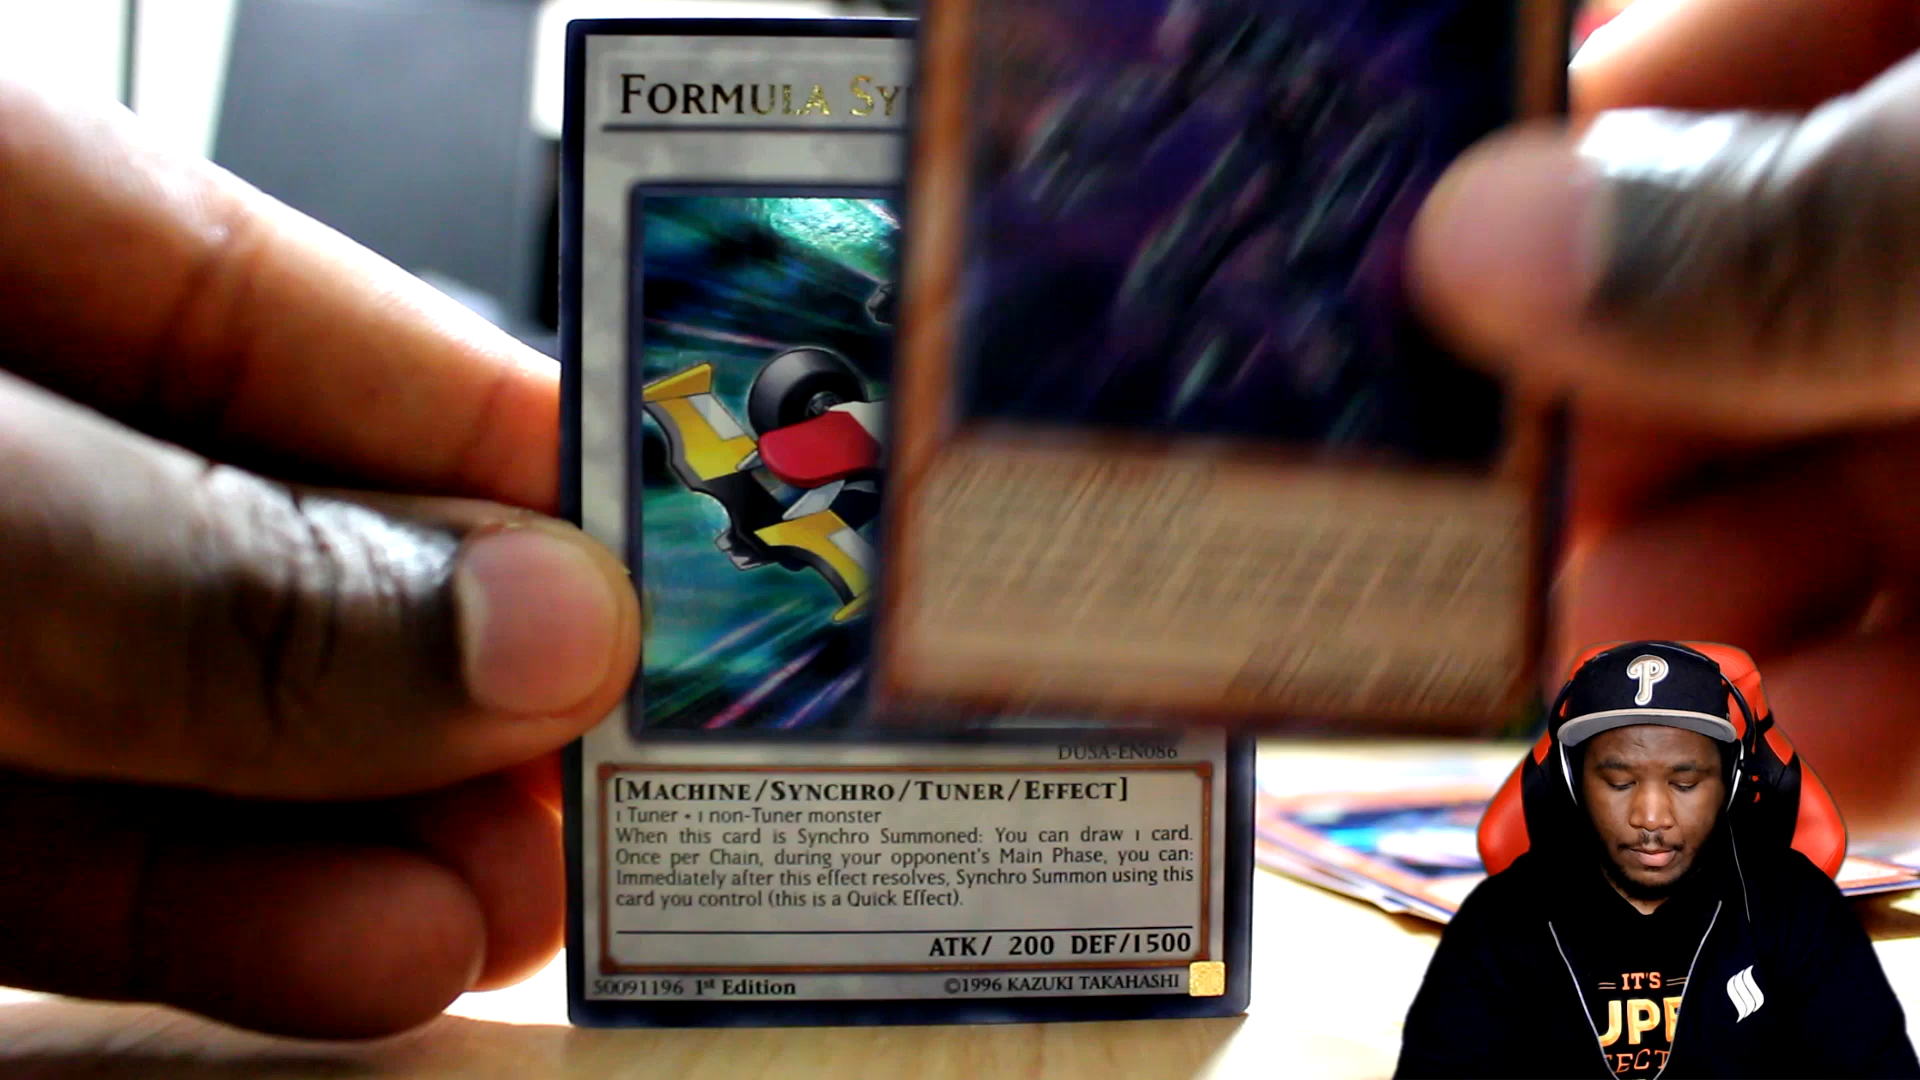 FORMULA SY
DUSA-EN086
[MACHINE/SYNCHRO/TUNER/EFFECT]
1 Tuner + 1 non-Tuner monster
When this card is Synchro Summoned: You can draw 1 card.
Once per Chain, during your opponent's Main Phase, you can:
Immediately after this effect resolves, Synchro Summon using this
card you control (this is a Quick Effect).
ATK/ 200 DEF/1500
50091196 1st Edition
©1996 KAZUKI TAKAHASHI
P
IT'S
UPE
ECT